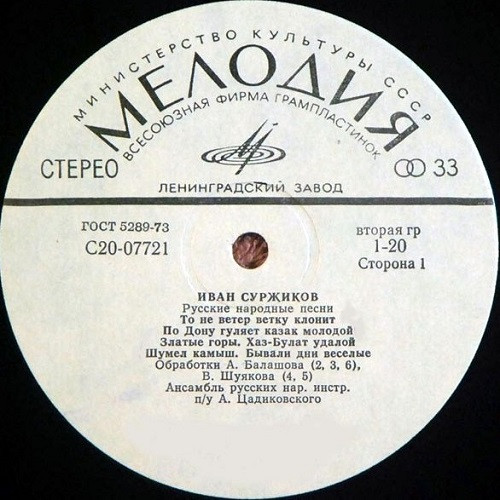 МИНИСТЕРСТВО КУЛЬТУРЫ СССР
МЕЛОДИЯ
ВСЕСОЮЗНАЯ ФИРМА ГРАМПЛАСТИНОК
СТЕРЕО 33
ЛЕНИНГРАДСКИЙ ЗАВОД
ГОСТ 5289-73 вторая гр
С20-07721 1-20
Сторона 1
ИВАН СУРЖИКОВ
Русские народные песни
То не ветер ветку клонит
По Дону гуляет казак молодой
Златые горы. Хаз-Булат удалой
Шумел камыш. Бывали дни веселые
Обработки А. Балашова (2, 3, 6),
В. Шуякова (4, 5)
Ансамбль русских нар. инстр.
п/у А. Цадиковского